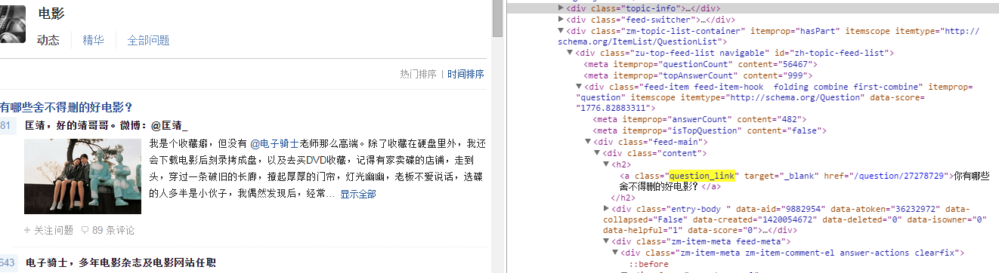 电影
动态 精华 全部问题
热门排序 | 时间排序
有哪些舍不得删的好电影？
81 匡靖，好的靖哥哥。微博：@匡靖_
我是个收藏癖，但没有 @电子骑士老师那么高端。除了收藏在硬盘里外，我还
会下载电影后刻录拷成盘，以及去买DVD收藏，记得有家卖碟的店铺，走到
头，穿过一条破旧的长廊，撩起厚厚的门帘，灯光幽幽，老板不爱说话，选碟
的人多半是小伙子，我偶然发现后，经常... 显示全部
+ 关注问题 89 条评论
643 电子骑士，多年电影杂志及电影网站任职
<div class="topic-info">…</div>
<div class="feed-switcher">…</div>
<div class="zm-topic-list-container" itemprop="hasPart" itemscope itemtype="http://
schema.org/ItemList/QuestionList">
<div class="zu-top-feed-list navigable" id="zh-topic-feed-list">
<meta itemprop="questionCount" content="56467">
<meta itemprop="topAnswerCount" content="999">
<div class="feed-item feed-item-hook  folding combine first-combine" itemprop=
"question" itemscope itemtype="http://schema.org/Question" data-score=
"1776.82883311">
<meta itemprop="answerCount" content="482">
<meta itemprop="isTopQuestion" content="false">
<div class="feed-main">
<div class="content">
<h2>
<a class="question_link" target="_blank" href="/question/27278729">你有哪些
舍不得删的好电影？</a>
</h2>
<div class="entry-body " data-aid="9882954" data-atoken="36232972" data-
collapsed="False" data-created="1420054672" data-deleted="0" data-isowner="0"
data-helpful="1" data-score="0">…</div>
<div class="zm-item-meta feed-meta">
<div class="zm-item-meta zm-item-comment-el answer-actions clearfix">
::before